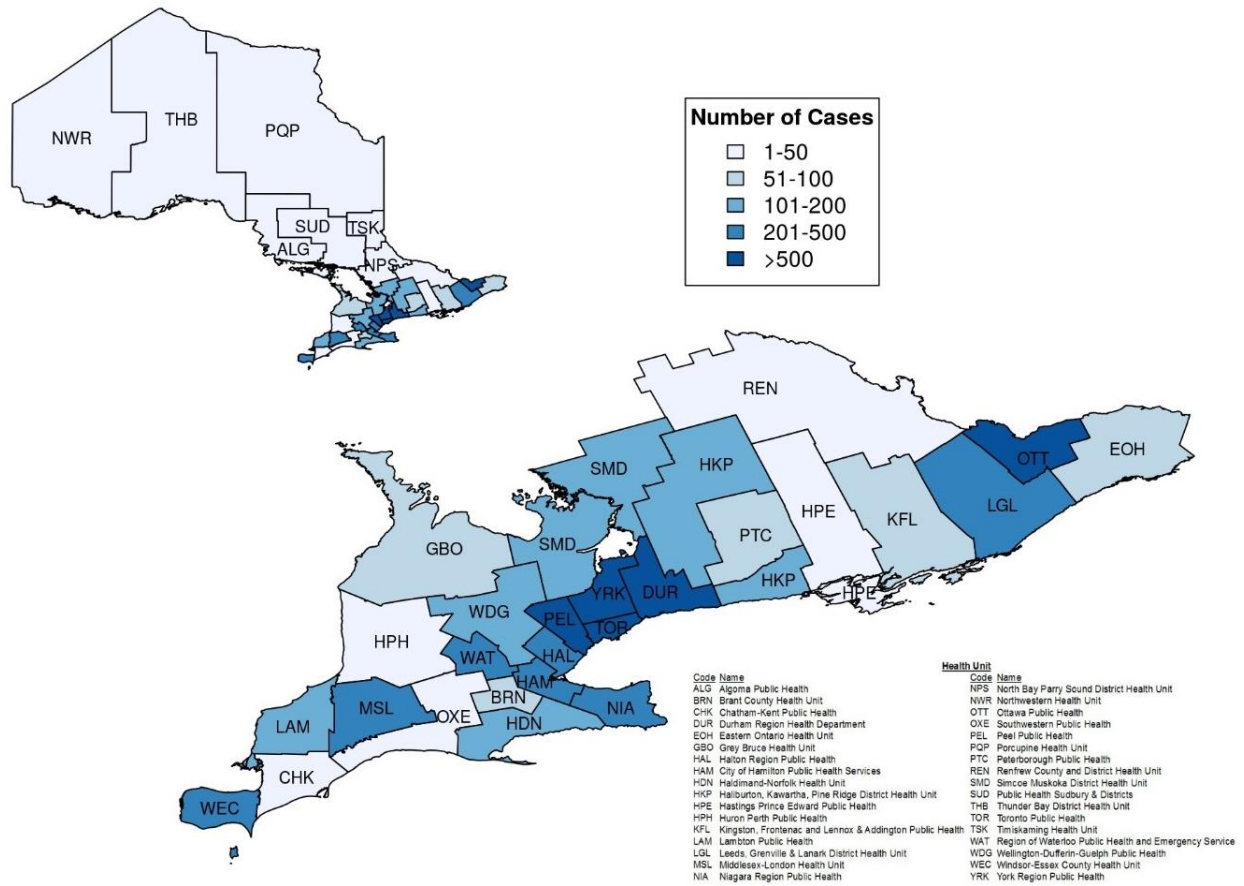 NWR
THB
PQP
SUD
TSK
ALG
NPS
Number of Cases
1-50
51-100
101-200
201-500
>500
REN
SMD
HKP
OTT
EOH
LGL
HPE
KFL
PTC
GBO
SMD
HKP
YRK
DUR
HPE
WDG
PEL
TOR
HPH
WAT
HAL
HAM
BRN
NIA
MSL
OXE
HDN
LAM
CHK
WEC
Health Unit
Code Name
ALG Algoma Public Health
BRN Brant County Health Unit
CHK Chatham-Kent Public Health
DUR Durham Region Health Department
EOH Eastern Ontario Health Unit
GBO Grey Bruce Health Unit
HAL Halton Region Public Health
HAM City of Hamilton Public Health Services
HDN Haldimand-Norfolk Health Unit
HKP Haliburton, Kawartha, Pine Ridge District Health Unit
HPE Hastings Prince Edward Public Health
HPH Huron Perth Public Health
KFL Kingston, Frontenac and Lennox & Addington Public Health
LAM Lambton Public Health
LGL Leeds, Grenville & Lanark District Health Unit
MSL Middlesex-London Health Unit
NIA Niagara Region Public Health
Code Name
NPS North Bay Parry Sound District Health Unit
NWR Northwestern Health Unit
OTT Ottawa Public Health
OXE Southwestern Public Health
PEL Peel Public Health
PQP Porcupine Health Unit
PTC Peterborough Public Health
REN Renfrew County and District Health Unit
SMD Simcoe Muskoka District Health Unit
SUD Public Health Sudbury & Districts
THB Thunder Bay District Health Unit
TOR Toronto Public Health
TSK Timiskaming Health Unit
WAT Region of Waterloo Public Health and Emergency Service
WDG Wellington-Dufferin-Guelph Public Health
WEC Windsor-Essex County Health Unit
YRK York Region Public Health